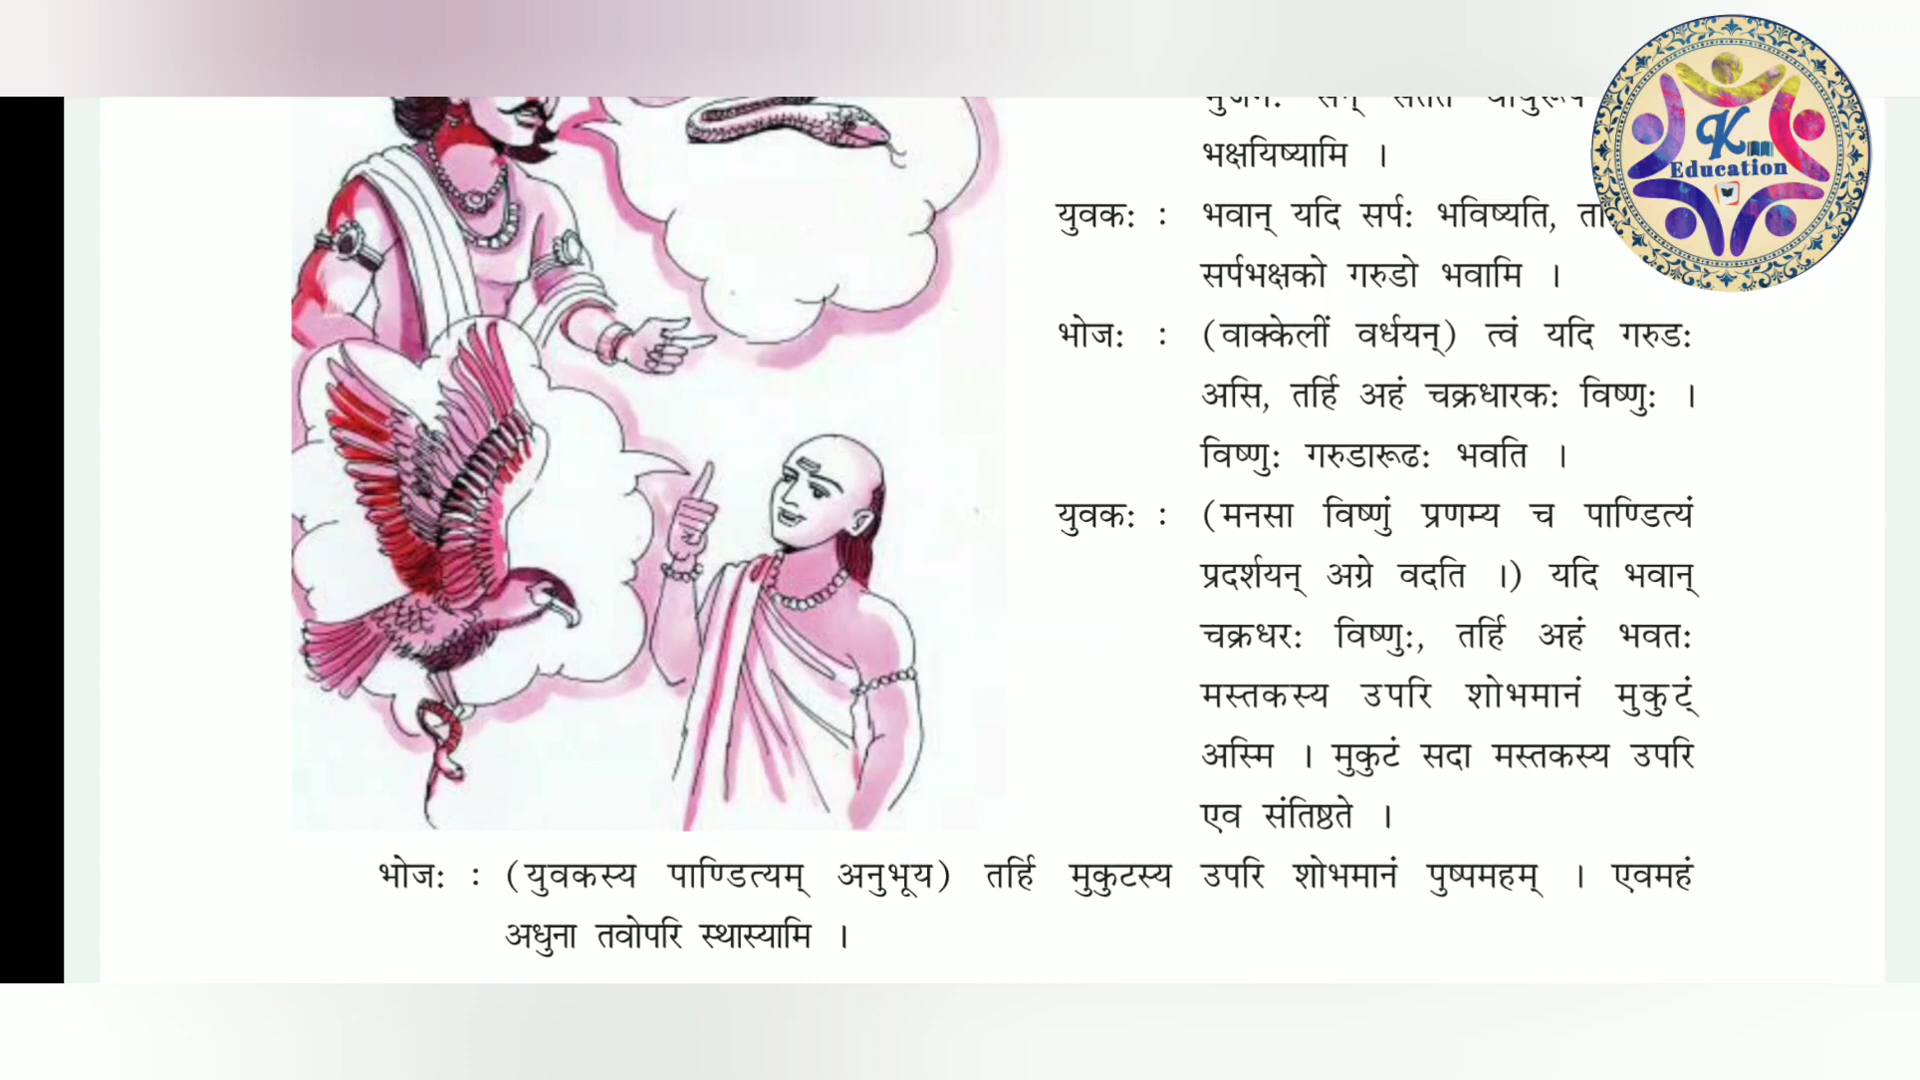 भक्षयिष्यामि ।
युवकः : भवान् यदि सर्पः भविष्यति,
सर्पभक्षको गरुडो भवामि ।
भोजः : (वाक्केलीं वर्धयन्) त्वं यदि गरुडः
असि, तर्हि अहं चक्रधारकः विष्णुः ।
विष्णुः गरुडारूढः भवति ।
युवकः : (मनसा विष्णुं प्रणम्य च पाण्डित्यं
प्रदर्शयन् अग्रे वदति ।) यदि भवान्
चक्रधरः विष्णुः, तर्हि अहं भवतः
मस्तकस्य उपरि शोभमानं मुकुटं
अस्मि । मुकुटं सदा मस्तकस्य उपरि
एव संतिष्ठते ।
भोजः : (युवकस्य पाण्डित्यम् अनुभूय) तर्हि मुकुटस्य उपरि शोभमानं पुष्पमहम् । एवमहं
अधुना तवोपरि स्थास्यामि ।
K
Education